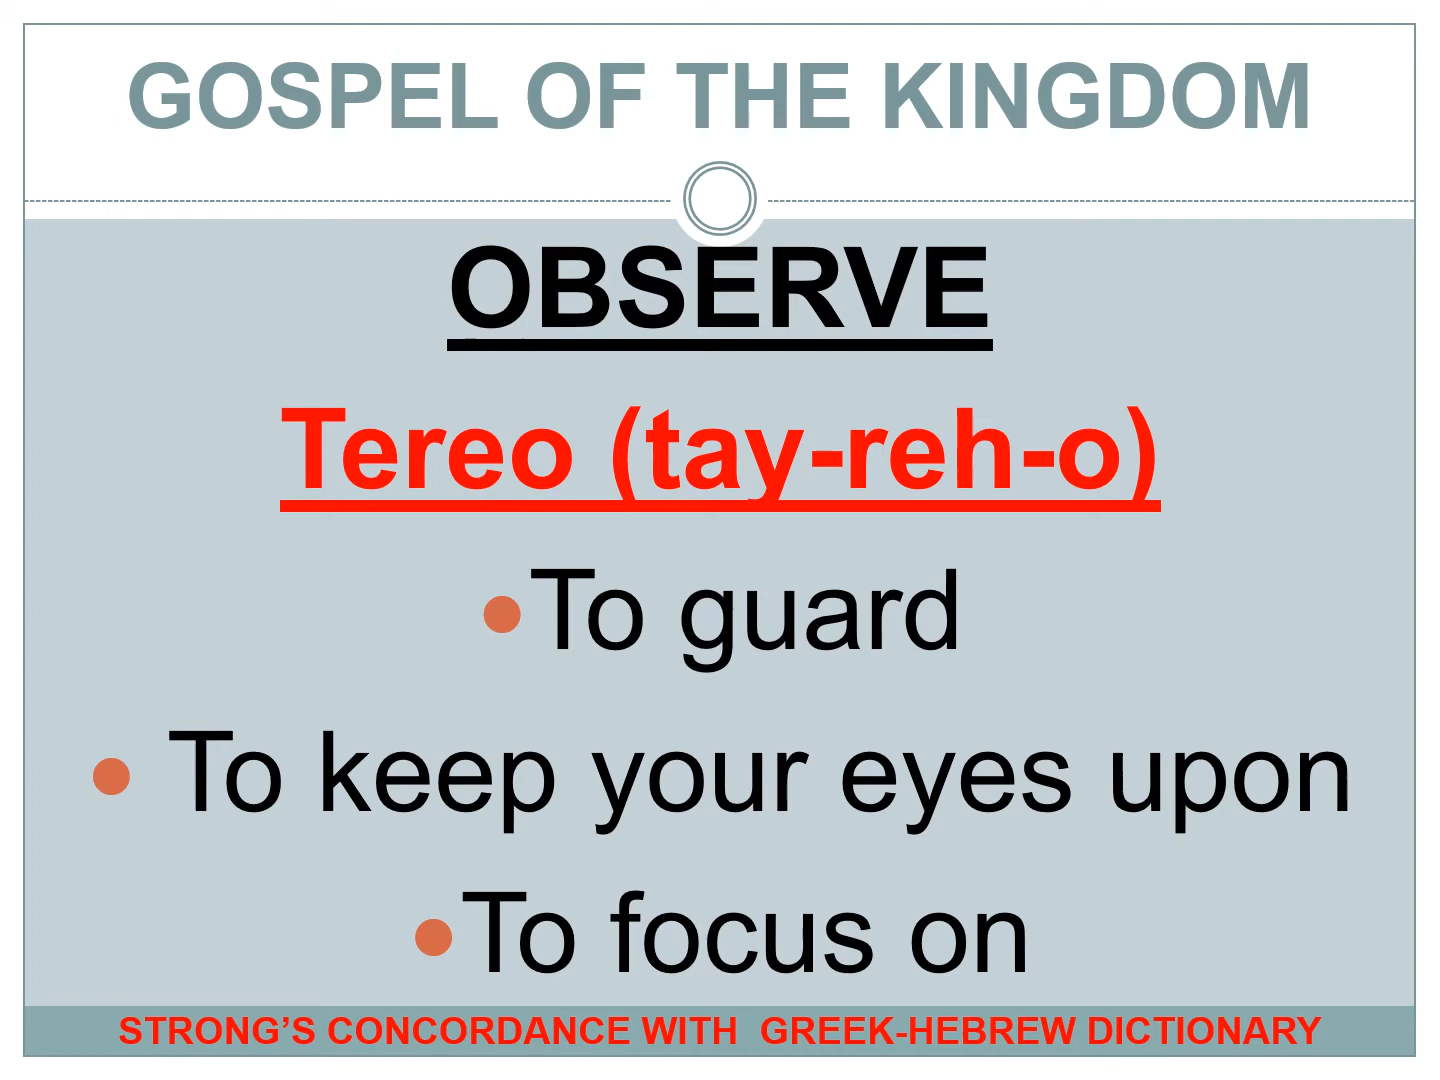 GOSPEL OF THE KINGDOM
OBSERVE
Tereo (tay-reh-o)
•To guard
• To keep your eyes upon
•To focus on
STRONG’S CONCORDANCE WITH  GREEK-HEBREW DICTIONARY